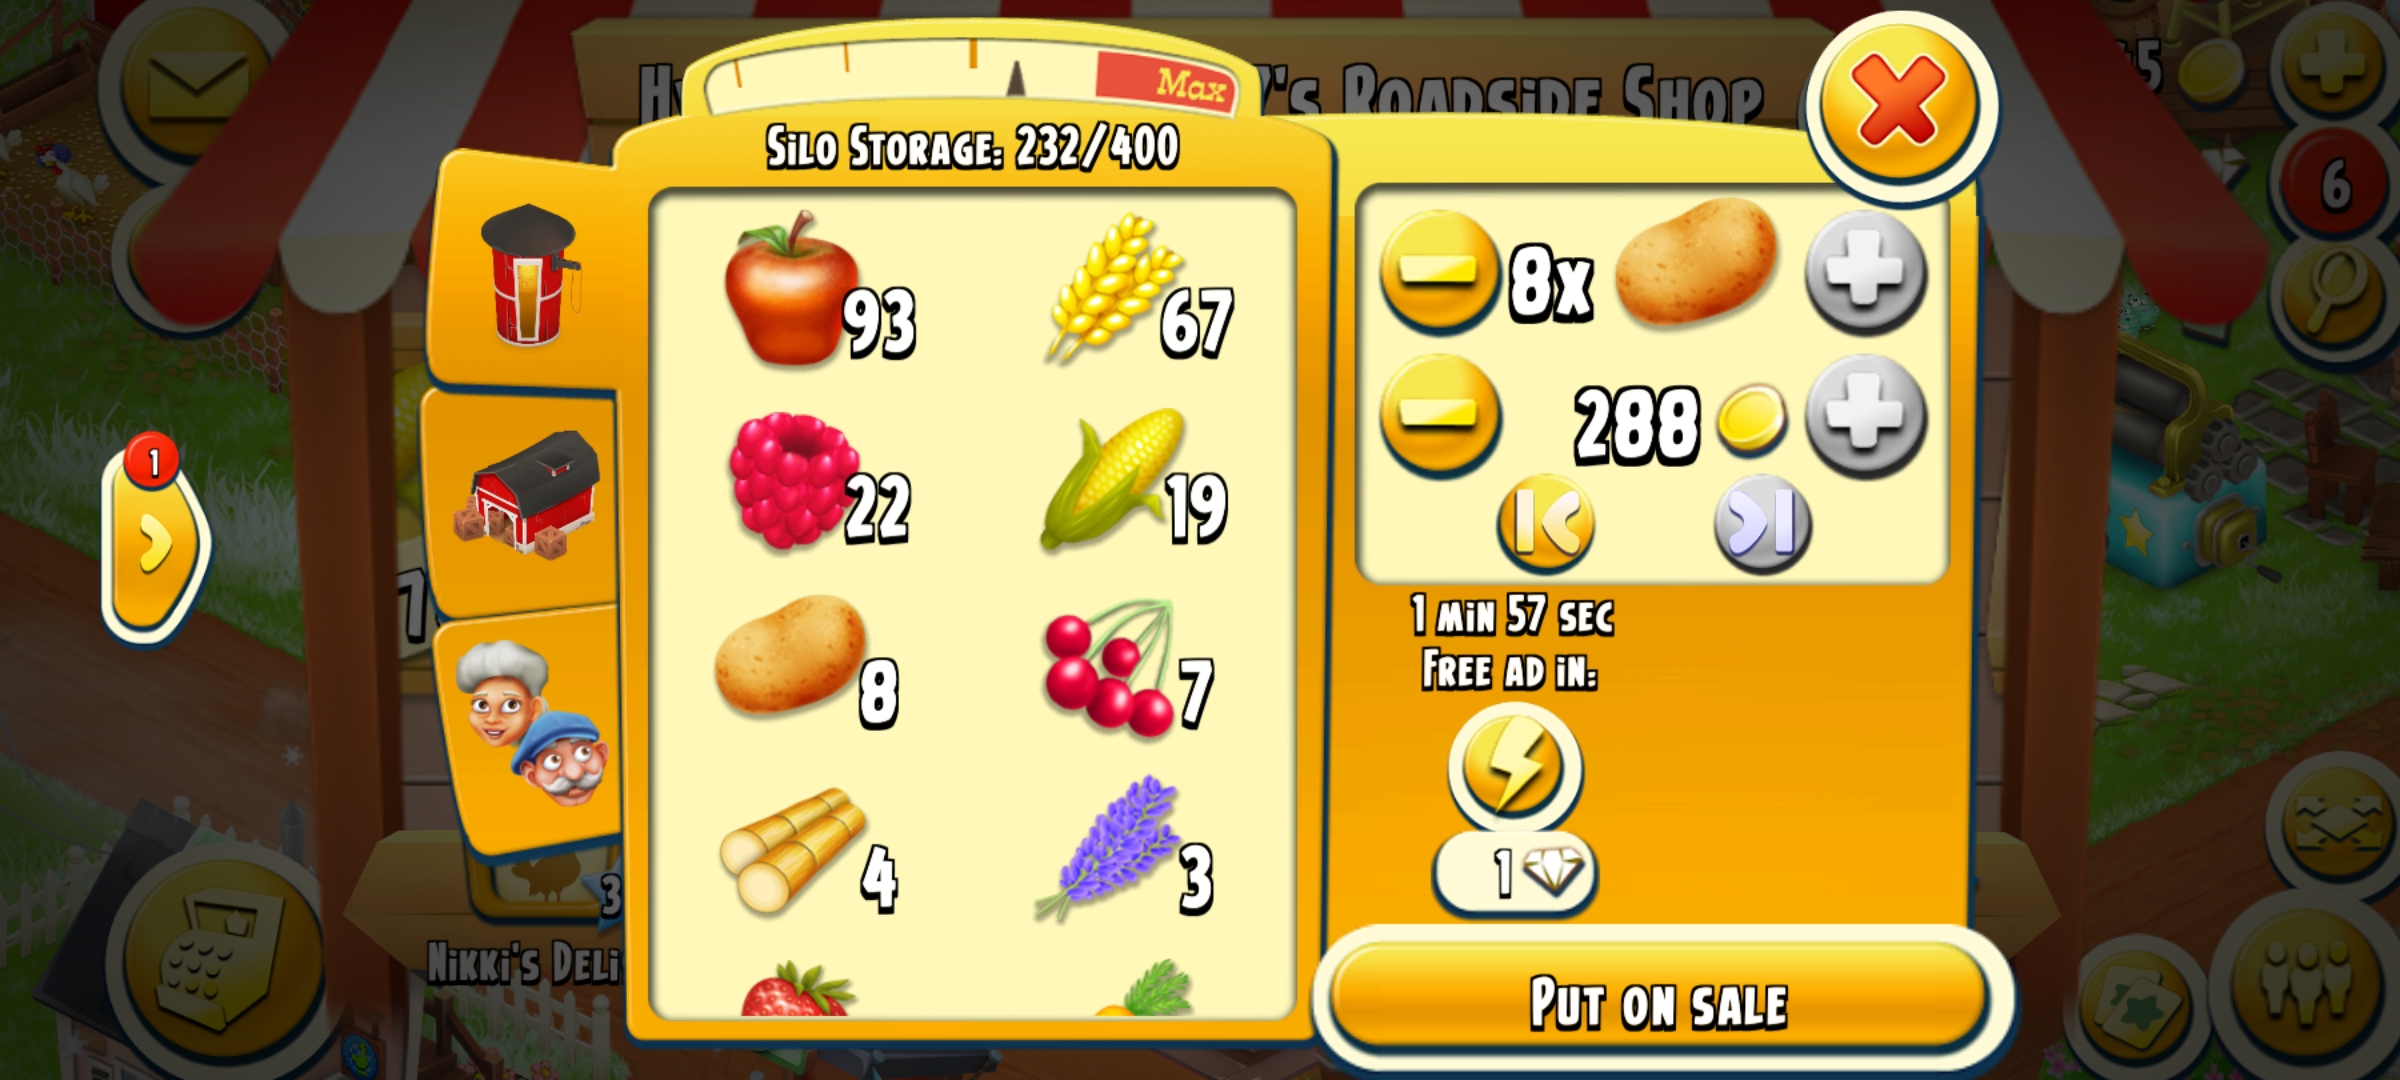 'S ROADSIDE SHOP
Max
SILO STORAGE: 232/400
6
93
67
8x
1
22
19
288
8
7
1 MIN 57 SEC
FREE AD IN:
4
3
1
NIKKI'S DELI
3
PUT ON SALE